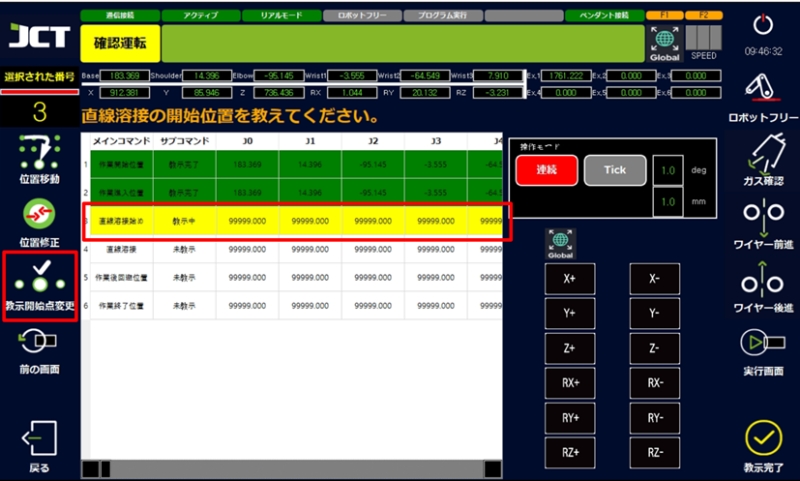 通信接続 アクティブ リアルモード ロボットフリー プログラム実行 ペンダント接続 F1 F2
JCT 確認運転 Global SPEED 09:46:32
選択された番号 Base 183.369 Shoulder 14.396 Elbow -95.145 Wrist1 -3.555 Wrist2 -64.549 Wrist3 7.910 Ex,1 1761.222 Ex,2 0.000 Ex,3 0.000
X 912.381 Y 85.946 Z 736.436 RX 1.044 RY 20.132 RZ -3.231 Ex,4 0.000 Ex,5 0.000 Ex,6 0.000
3 直線溶接の開始位置を教えてください。 ロボットフリー
メインコマンド サブコマンド J0 J1 J2 J3 J4
1 作業開始位置 教示完了 183.369 14.396 -95.145 -3.555 -64.5
2 作業進入位置 教示完了 183.369 14.396 -95.145 -3.555 -64.5
3 直線溶接始め 教示中 99999.000 99999.000 99999.000 99999.000 99999
4 直線溶接 未教示 99999.000 99999.000 99999.000 99999.000 99999
5 作業後回避位置 未教示 99999.000 99999.000 99999.000 99999.000 99999
6 作業終了位置 未教示 99999.000 99999.000 99999.000 99999.000 99999
操作モード
連続 Tick 1.0 deg
1.0 mm
Global
X+ X-
Y+ Y-
Z+ Z-
RX+ RX-
RY+ RY-
RZ+ RZ-
位置移動
位置修正
教示開始点変更
前の画面
戻る
ガス確認
ワイヤー前進
ワイヤー後進
実行画面
教示完了